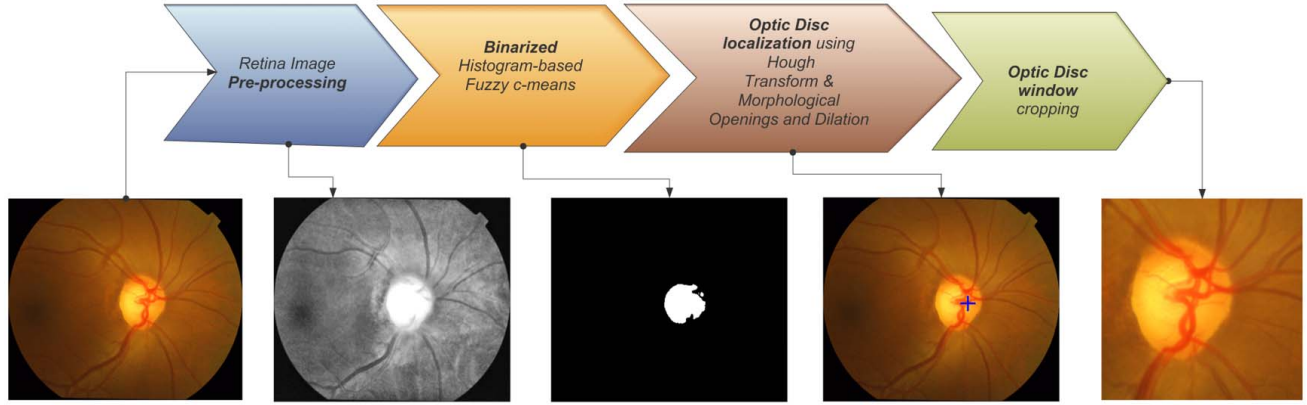 Retina Image
Pre-processing
Binarized
Histogram-based
Fuzzy c-means
Optic Disc
localization using
Hough
Transform &
Morphological
Openings and Dilation
Optic Disc
window
cropping